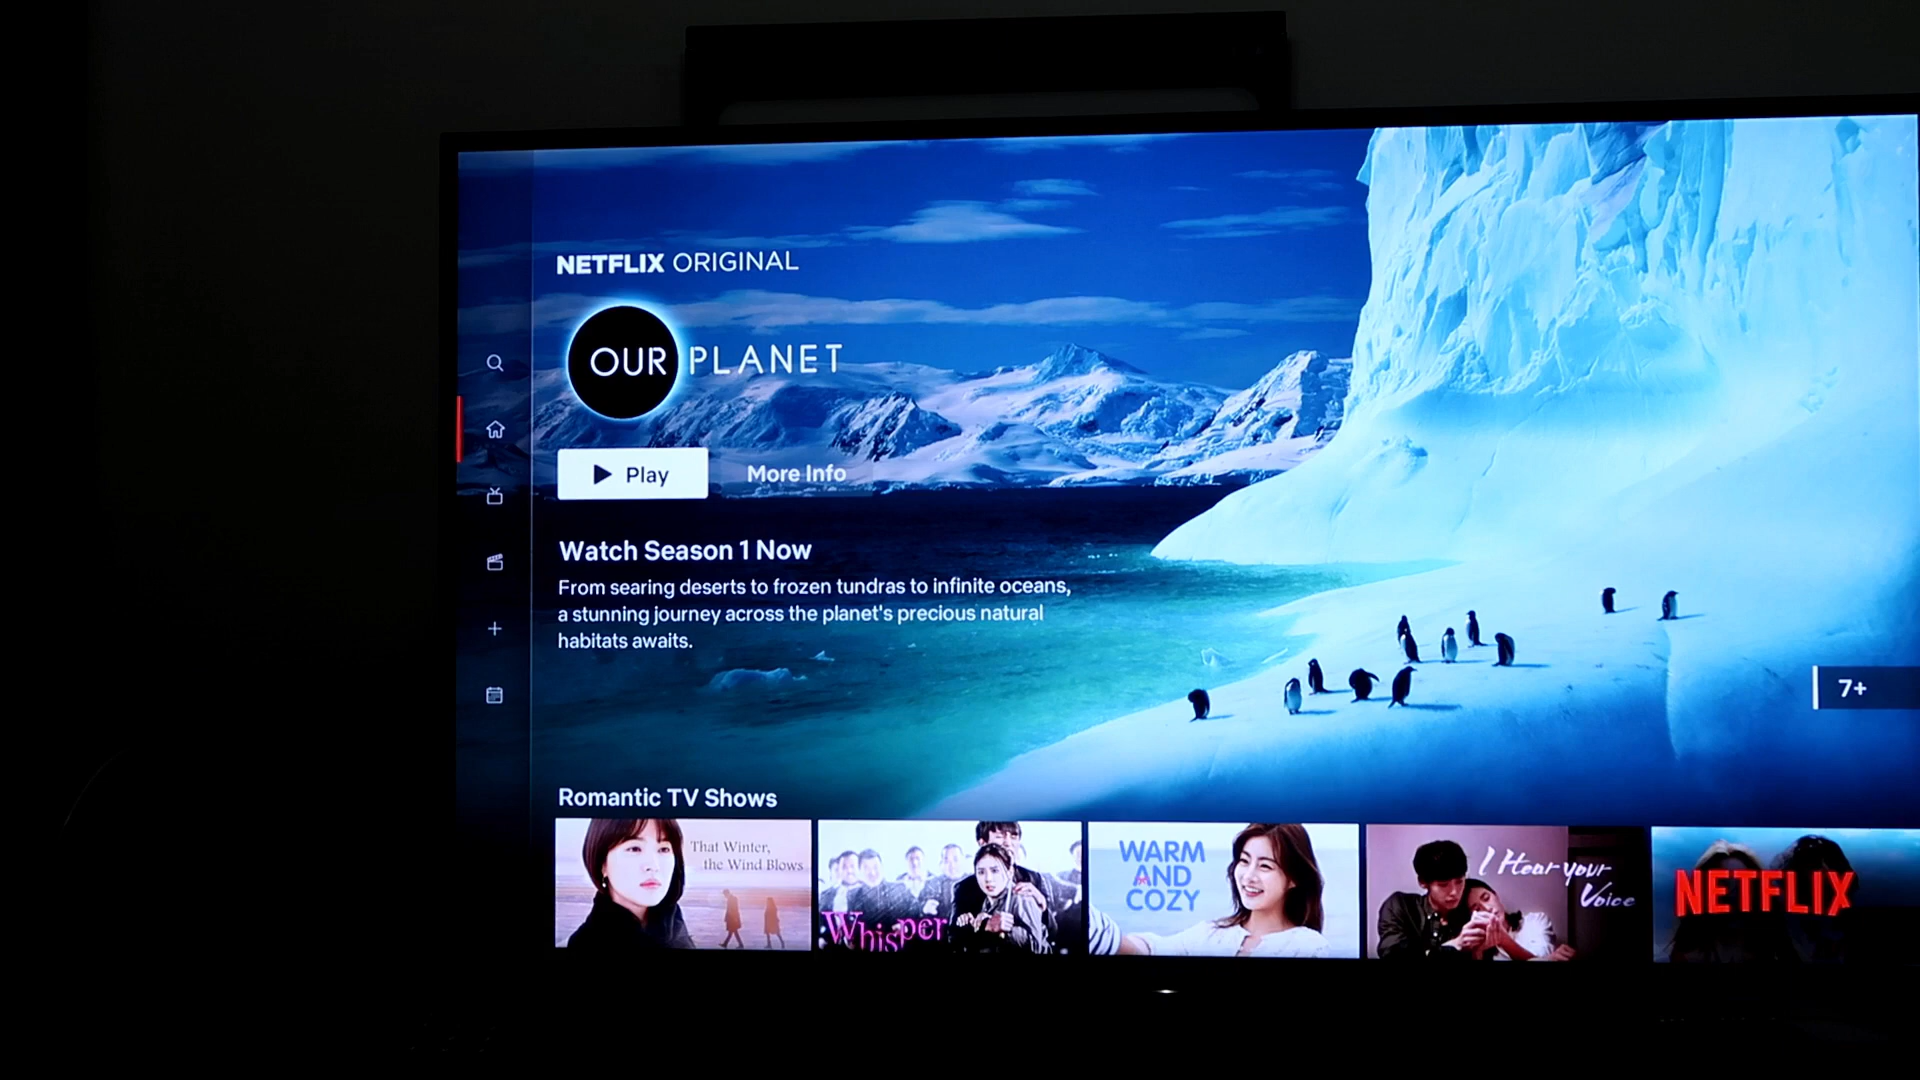 NETFLIX ORIGINAL
OUR PLANET
Play
More Info
Watch Season 1 Now
From searing deserts to frozen tundras to infinite oceans,
a stunning journey across the planet's precious natural
habitats awaits.
7+
Romantic TV Shows
That Winter,
the Wind Blows
Whisper
WARM
AND
COZY
I Hear your
Voice
NETFLIX